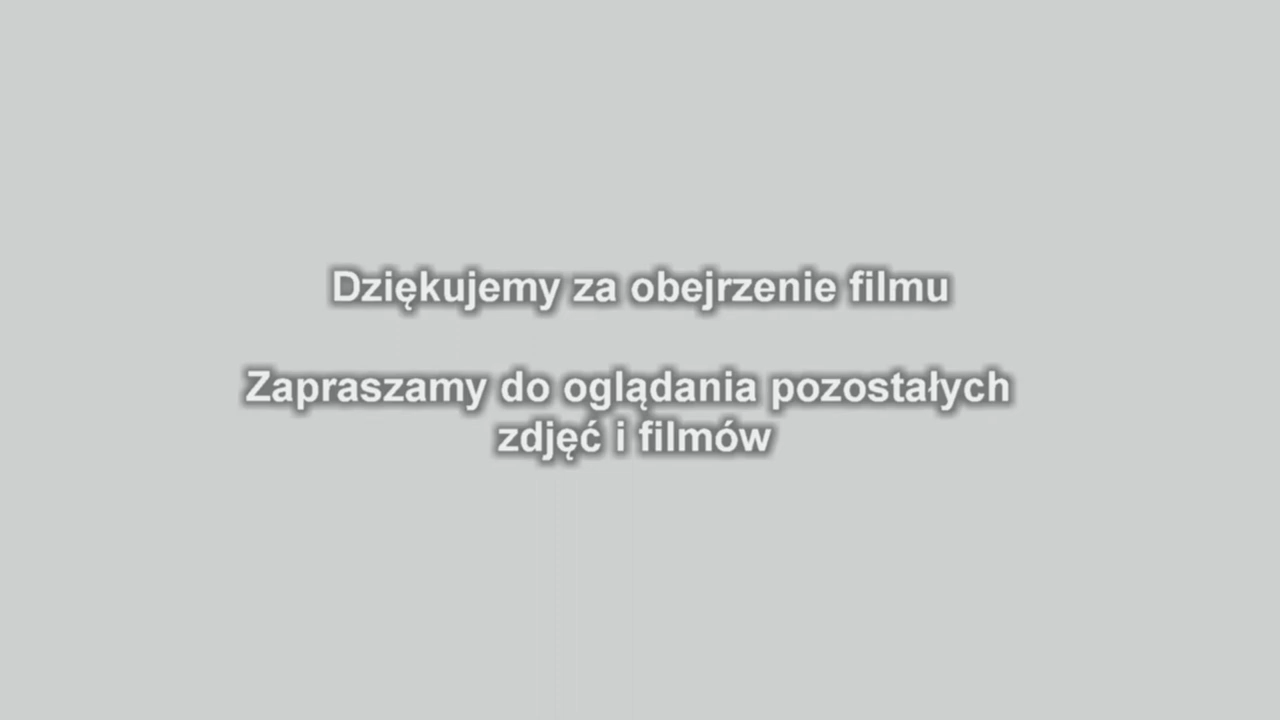 Dziękujemy za obejrzenie filmu
Zapraszamy do oglądania pozostałych
zdjęć i filmów